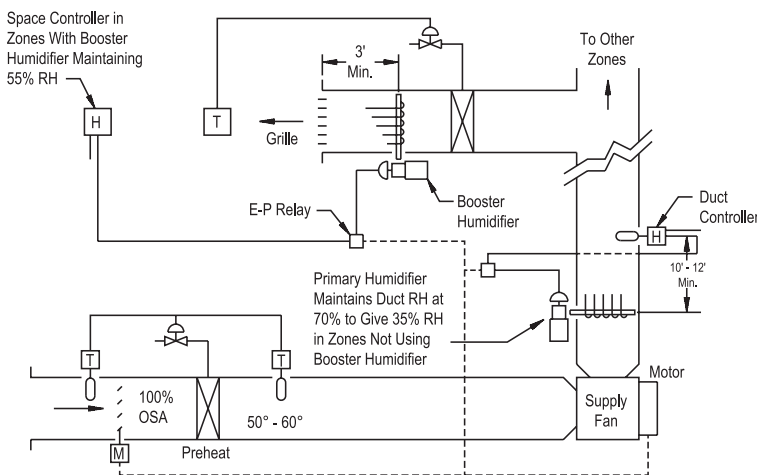 Space Controller in
Zones With Booster
Humidifier Maintaining
55% RH
H
T
3'
Min.
Grille
To Other
Zones
E-P Relay
Booster
Humidifier
H
Duct
Controller
10' - 12'
Min.
Primary Humidifier
Maintains Duct RH at
70% to Give 35% RH
in Zones Not Using
Booster Humidifier
T
T
100%
OSA
50° - 60°
M
Preheat
Supply
Fan
Motor